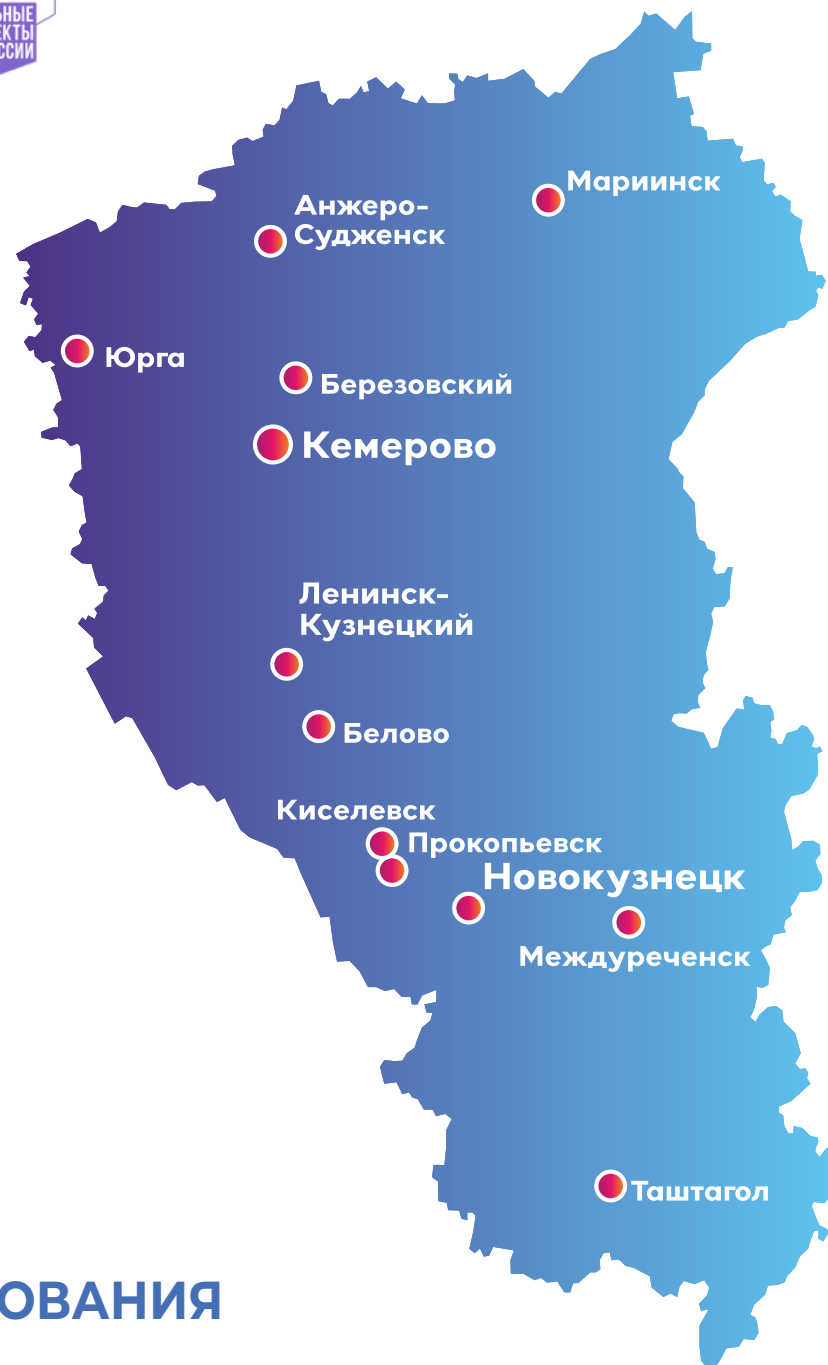 Мариинск
Анжеро-
Судженск
Юрга
Березовский
Кемерово
Ленинск-
Кузнецкий
Белово
Киселевск
Прокопьевск
Новокузнецк
Междуреченск
Таштагол
ОВАНИЯ